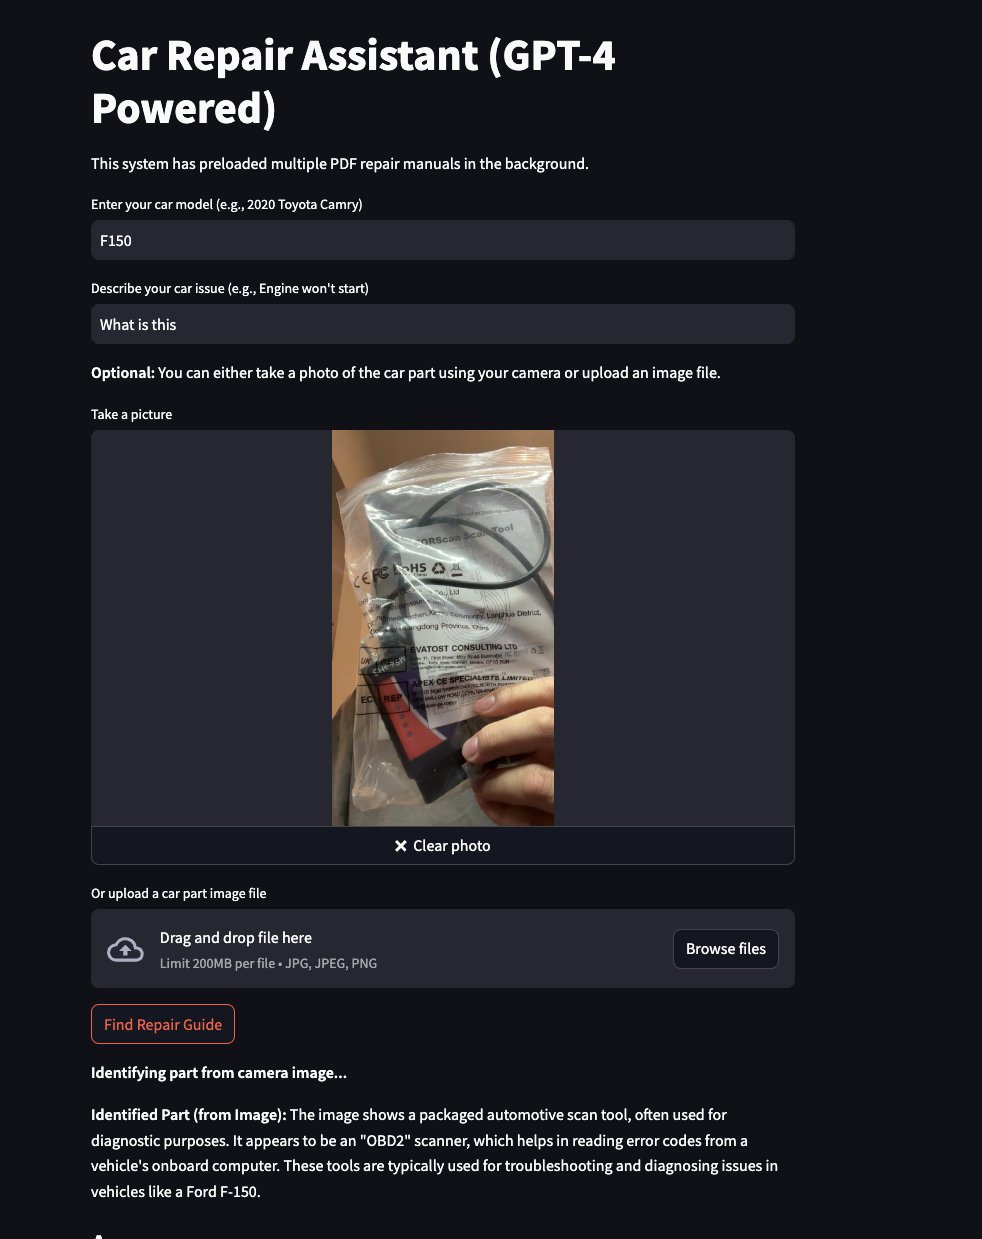 Car Repair Assistant (GPT-4
Powered)
This system has preloaded multiple PDF repair manuals in the background.
Enter your car model (e.g., 2020 Toyota Camry)
F150
Describe your car issue (e.g., Engine won't start)
What is this
Optional: You can either take a photo of the car part using your camera or upload an image file.
Take a picture
ORScan Scan Tool
CE FC RoHS
Co., Ltd
Community, Longhua District,
Guangdong Province, China
EVATOST CONSULTING LTD
UK
APEX CE SPECIALISTS LIMITED
EC REP
Clear photo
Or upload a car part image file
Drag and drop file here
Limit 200MB per file • JPG, JPEG, PNG
Browse files
Find Repair Guide
Identifying part from camera image...
Identified Part (from Image): The image shows a packaged automotive scan tool, often used for
diagnostic purposes. It appears to be an "OBD2" scanner, which helps in reading error codes from a
vehicle's onboard computer. These tools are typically used for troubleshooting and diagnosing issues in
vehicles like a Ford F-150.